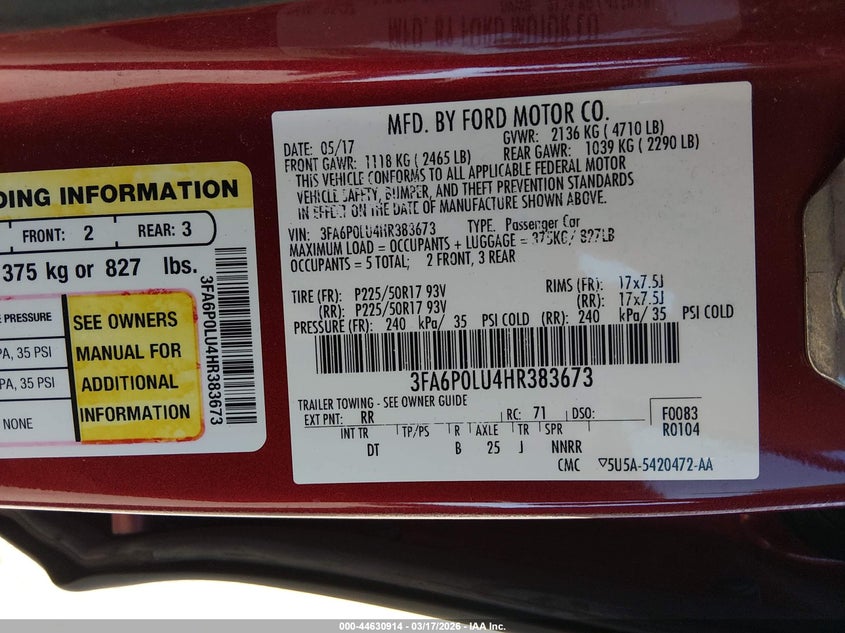 DING INFORMATION
FRONT: 2 REAR: 3
375 kg or 827 lbs.
E PRESSURE
PA, 35 PSI
PA, 35 PSI
NONE
SEE OWNERS
MANUAL FOR
ADDITIONAL
INFORMATION
3FA6P0LU4HR383673
MFD. BY FORD MOTOR CO.
DATE: 05/17 GVWR: 2136 KG ( 4710 LB)
FRONT GAWR: 1118 KG ( 2465 LB) REAR GAWR: 1039 KG ( 2290 LB)
THIS VEHICLE CONFORMS TO ALL APPLICABLE FEDERAL MOTOR
VEHICLE SAFETY, BUMPER, AND THEFT PREVENTION STANDARDS
IN EFFECT ON THE DATE OF MANUFACTURE SHOWN ABOVE.
VIN: 3FA6P0LU4HR383673 TYPE: Passenger Car
MAXIMUM LOAD = OCCUPANTS + LUGGAGE = 375KG/ 827LB
OCCUPANTS = 5 TOTAL; 2 FRONT, 3 REAR
TIRE (FR): P225/50R17 93V RIMS (FR): 17x7.5J
(RR): P225/50R17 93V (RR): 17x7.5J
PRESSURE (FR): 240 kPa/ 35 PSI COLD (RR): 240 kPa/ 35 PSI COLD
3FA6P0LU4HR383673
TRAILER TOWING - SEE OWNER GUIDE
EXT PNT: RR RC: 71 DSO: F0083
INT TR TP/PS R AXLE TR SPR R0104
DT B 25 J NNRR
CMC 5U5A-5420472-AA
000-44630914 — 03/17/2026 — IAA Inc.